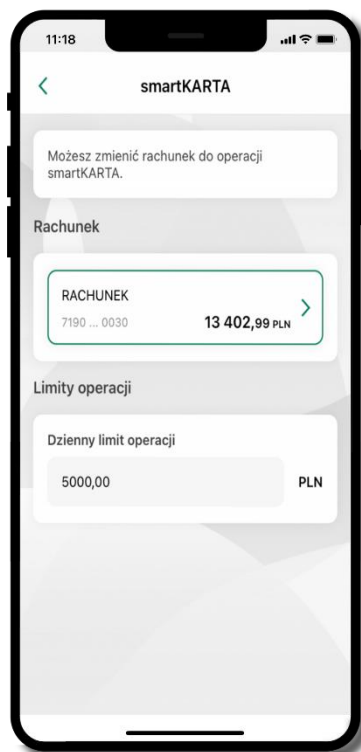 11:18
smartKARTA
Możesz zmienić rachunek do operacji
smartKARTA.
Rachunek
RACHUNEK
7190 ... 0030
13 402,99 PLN
Limity operacji
Dzienny limit operacji
5000,00
PLN